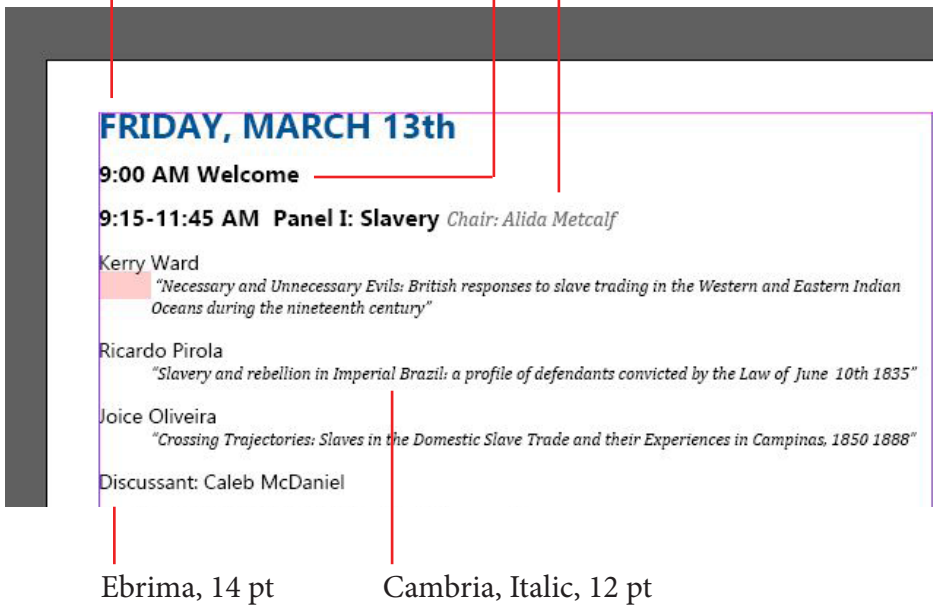 FRIDAY, MARCH 13th
9:00 AM Welcome
9:15-11:45 AM Panel I: Slavery Chair: Alida Metcalf
Kerry Ward
“Necessary and Unnecessary Evils: British responses to slave trading in the Western and Eastern Indian
Oceans during the nineteenth century”
Ricardo Pirola
“Slavery and rebellion in Imperial Brazil: a profile of defendants convicted by the Law of June 10th 1835”
Joice Oliveira
“Crossing Trajectories: Slaves in the Domestic Slave Trade and their Experiences in Campinas, 1850 1888”
Discussant: Caleb McDaniel
Ebrima, 14 pt
Cambria, Italic, 12 pt